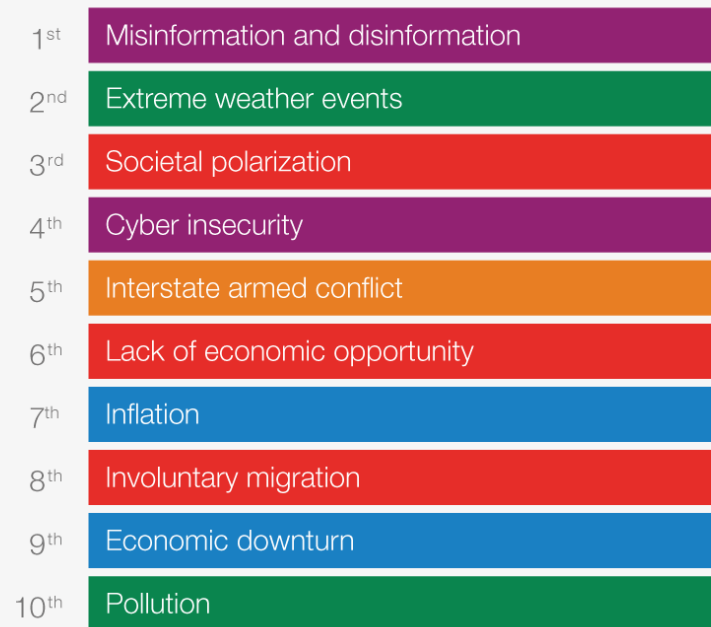 1st Misinformation and disinformation
2nd Extreme weather events
3rd Societal polarization
4th Cyber insecurity
5th Interstate armed conflict
6th Lack of economic opportunity
7th Inflation
8th Involuntary migration
9th Economic downturn
10th Pollution